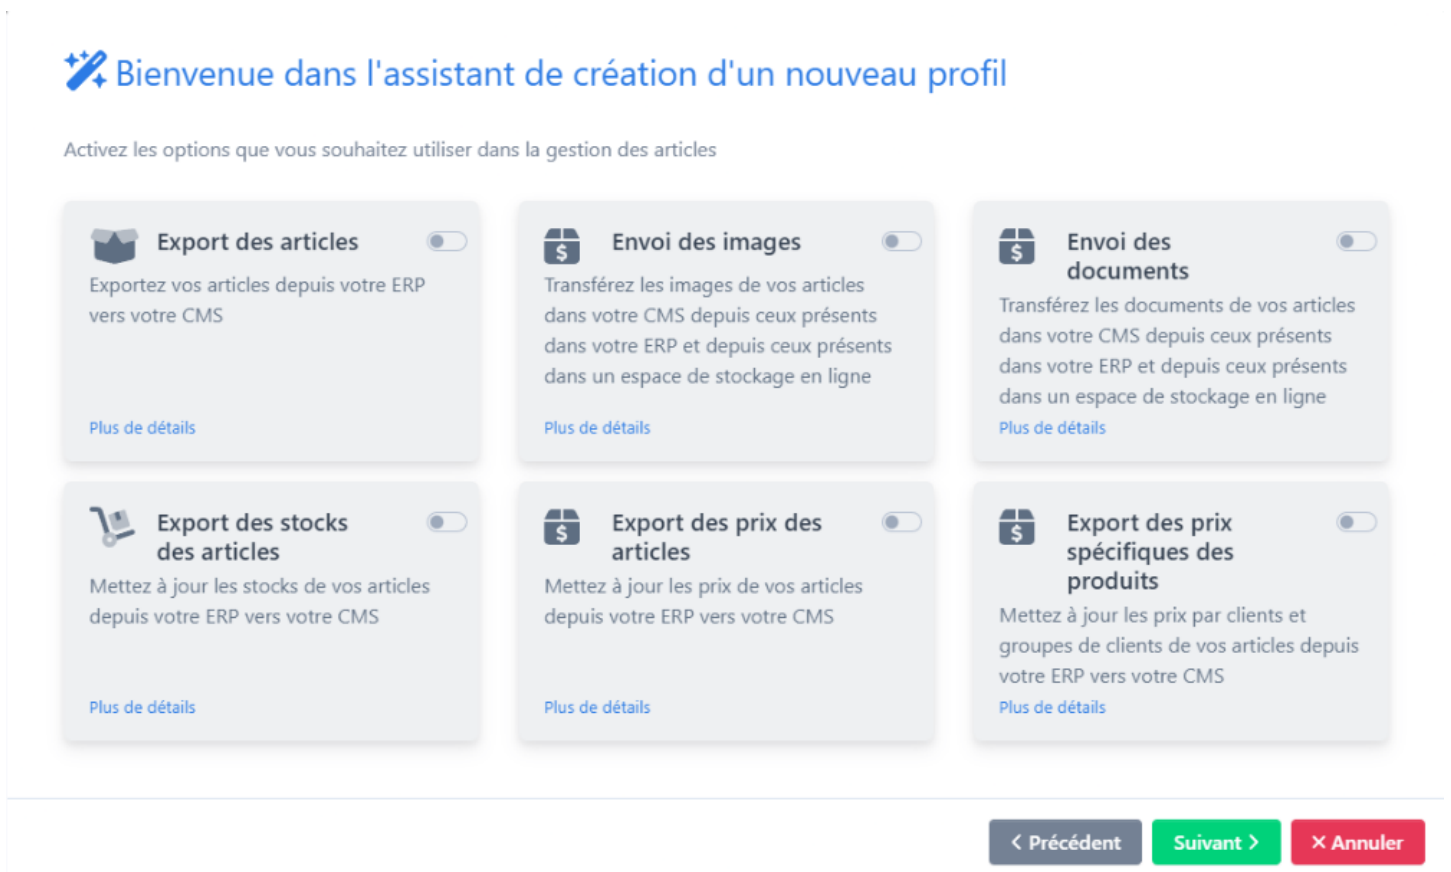 Bienvenue dans l'assistant de création d'un nouveau profil
Activez les options que vous souhaitez utiliser dans la gestion des articles
Export des articles
Exportez vos articles depuis votre ERP
vers votre CMS
Plus de détails
Envoi des images
Transférez les images de vos articles
dans votre CMS depuis ceux présents
dans votre ERP et depuis ceux présents
dans un espace de stockage en ligne
Plus de détails
Envoi des
documents
Transférez les documents de vos articles
dans votre CMS depuis ceux présents
dans votre ERP et depuis ceux présents
dans un espace de stockage en ligne
Plus de détails
Export des stocks
des articles
Mettez à jour les stocks de vos articles
depuis votre ERP vers votre CMS
Plus de détails
Export des prix des
articles
Mettez à jour les prix de vos articles
depuis votre ERP vers votre CMS
Plus de détails
Export des prix
spécifiques des
produits
Mettez à jour les prix par clients et
groupes de clients de vos articles depuis
votre ERP vers votre CMS
Plus de détails
Précédent
Suivant
Annuler